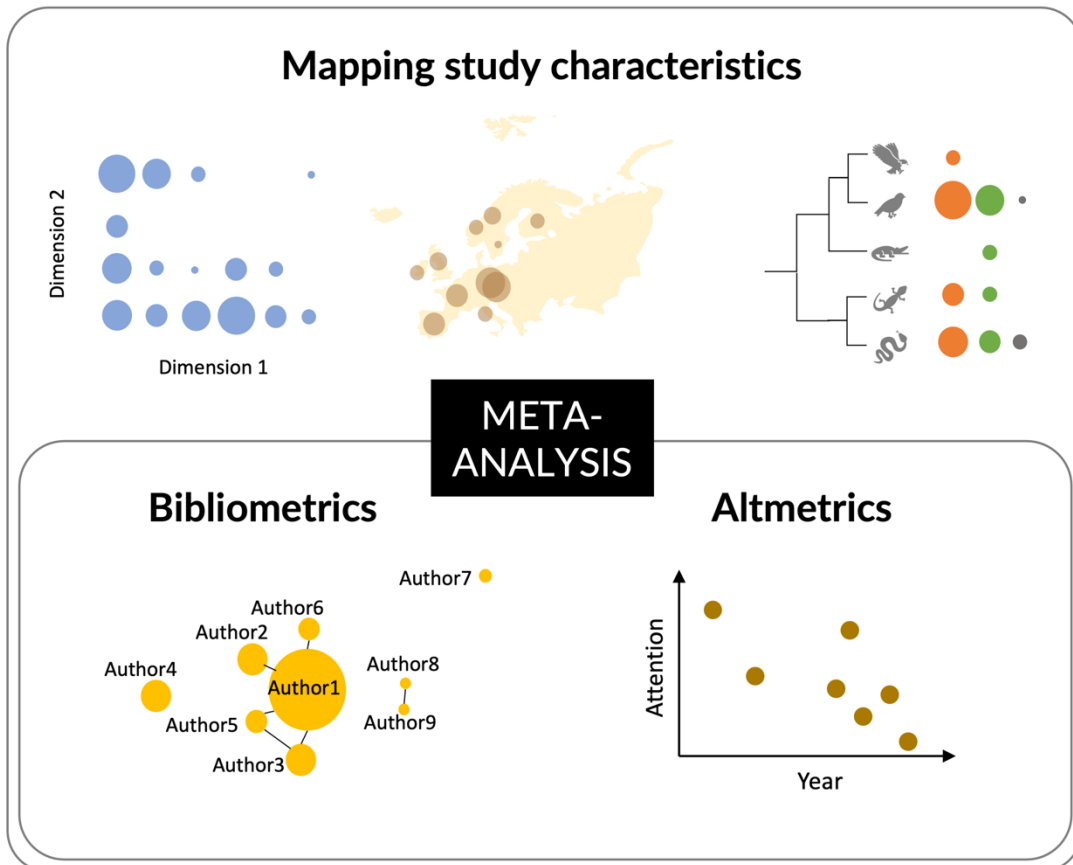 Mapping study characteristics
Dimension 2
Dimension 1
META-
ANALYSIS
Bibliometrics
Altmetrics
Author7
Author6
Author2
Author8
Author4
Author1
Author5
Author9
Author3
Attention
Year